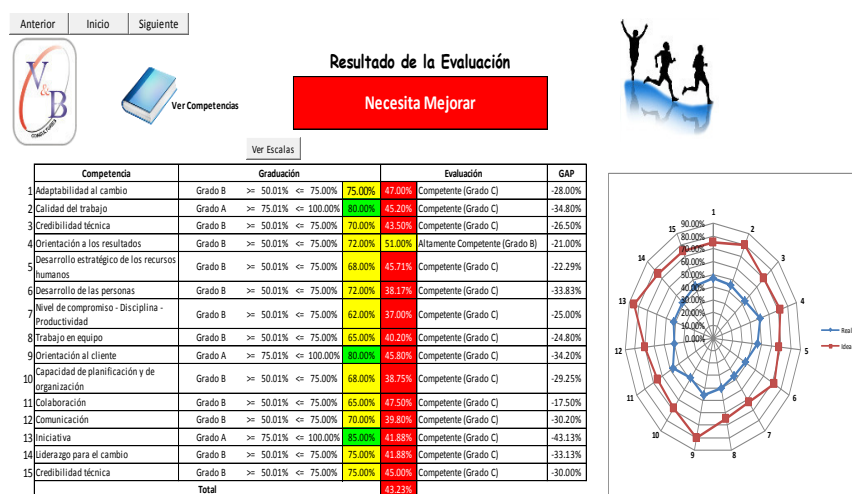 Anterior Inicio Siguiente
V&B
CONSULTORES
Ver Competencias
Resultado de la Evaluación
Necesita Mejorar
Ver Escalas
Competencia Graduación Evaluación GAP
1 Adaptabilidad al cambio Grado B >= 50.01% <= 75.00% 75.00% 47.00% Competente (Grado C) -28.00%
2 Calidad del trabajo Grado A >= 75.01% <= 100.00% 80.00% 45.20% Competente (Grado C) -34.80%
3 Credibilidad técnica Grado B >= 50.01% <= 75.00% 70.00% 43.50% Competente (Grado C) -26.50%
4 Orientación a los resultados Grado B >= 50.01% <= 75.00% 72.00% 51.00% Altamente Competente (Grado B) -21.00%
5 Desarrollo estratégico de los recursos
humanos Grado B >= 50.01% <= 75.00% 68.00% 45.71% Competente (Grado C) -22.29%
6 Desarrollo de las personas Grado B >= 50.01% <= 75.00% 72.00% 38.17% Competente (Grado C) -33.83%
7 Nivel de compromiso - Disciplina -
Productividad Grado B >= 50.01% <= 75.00% 62.00% 37.00% Competente (Grado C) -25.00%
8 Trabajo en equipo Grado B >= 50.01% <= 75.00% 65.00% 40.20% Competente (Grado C) -24.80%
9 Orientación al cliente Grado A >= 75.01% <= 100.00% 80.00% 45.80% Competente (Grado C) -34.20%
10 Capacidad de planificación y de
organización Grado B >= 50.01% <= 75.00% 68.00% 38.75% Competente (Grado C) -29.25%
11 Colaboración Grado B >= 50.01% <= 75.00% 65.00% 47.50% Competente (Grado C) -17.50%
12 Comunicación Grado B >= 50.01% <= 75.00% 70.00% 39.80% Competente (Grado C) -30.20%
13 Iniciativa Grado A >= 75.01% <= 100.00% 85.00% 41.88% Competente (Grado C) -43.13%
14 Liderazgo para el cambio Grado B >= 50.01% <= 75.00% 75.00% 41.88% Competente (Grado C) -33.13%
15 Credibilidad técnica Grado B >= 50.01% <= 75.00% 75.00% 45.00% Competente (Grado C) -30.00%
Total 43.23%
1
2
3
4
5
6
7
8
9
10
11
12
13
14
15
90.00%
80.00%
70.00%
60.00%
50.00%
40.00%
30.00%
20.00%
10.00%
0.00%
Real
Idea